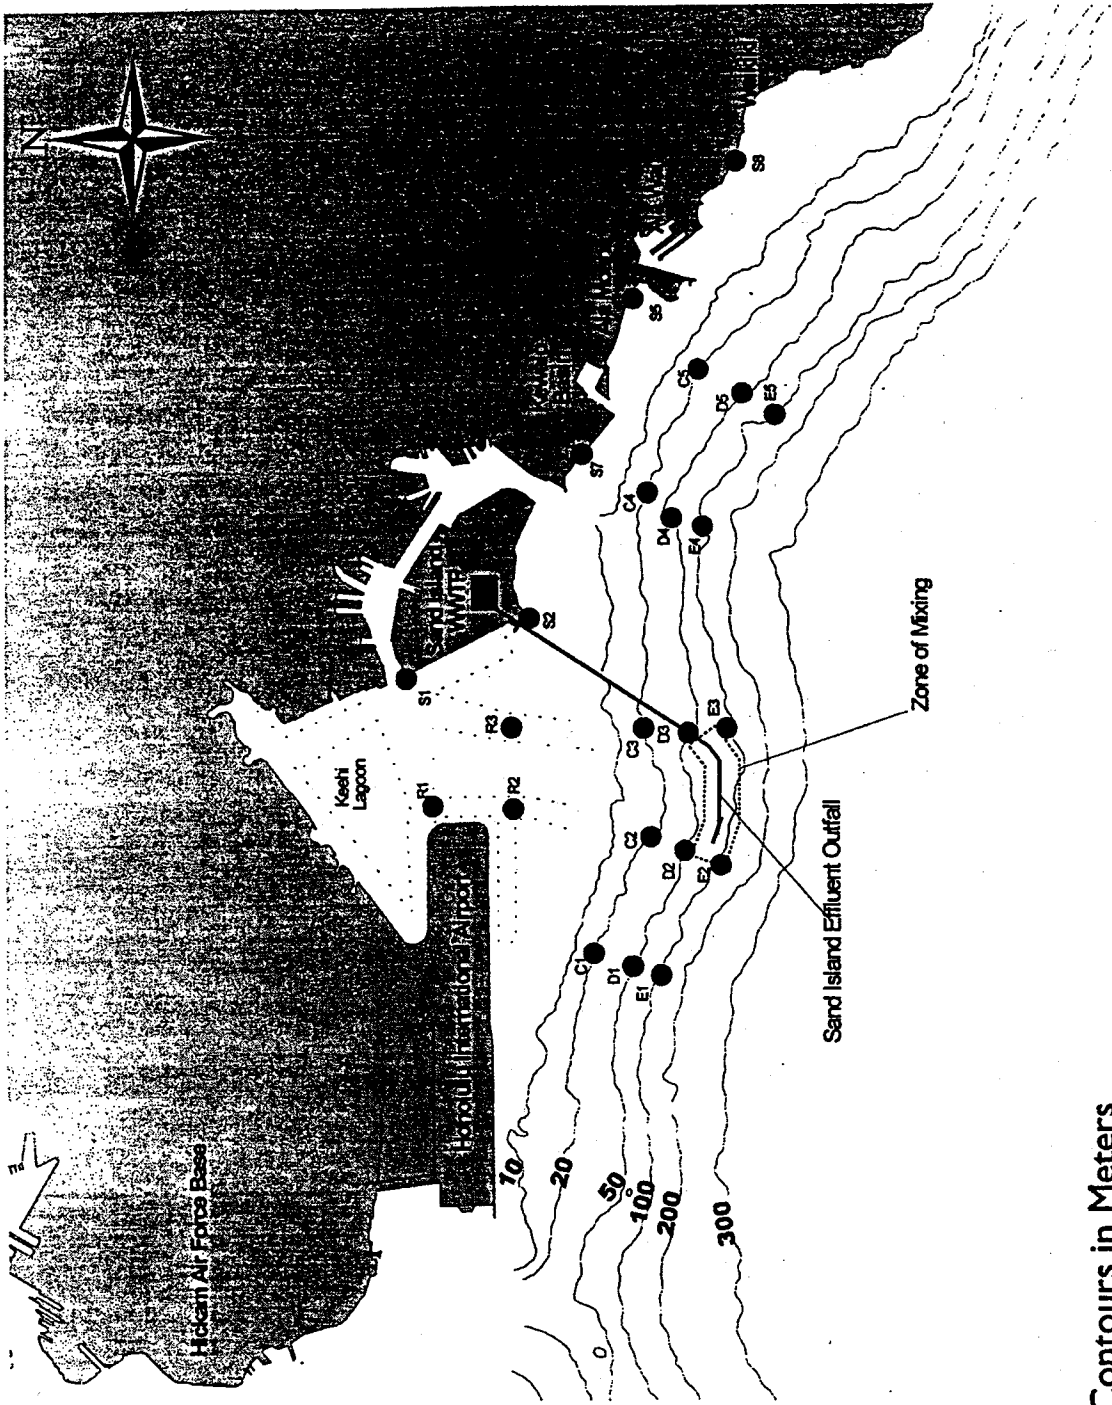 N
Hickam Air Force Base
Honolulu International Airport
Keehi
Lagoon
Sand Island
WWTP
S1
S2
S7
S6
S8
R1
R2
R3
C1
D1
E1
C2
D2
E2
C3
D3
E3
C4
D4
E4
C5
D5
E5
10
20
50
100
200
300
Zone of Mixing
Sand Island Effluent Outfall
Contours in Meters